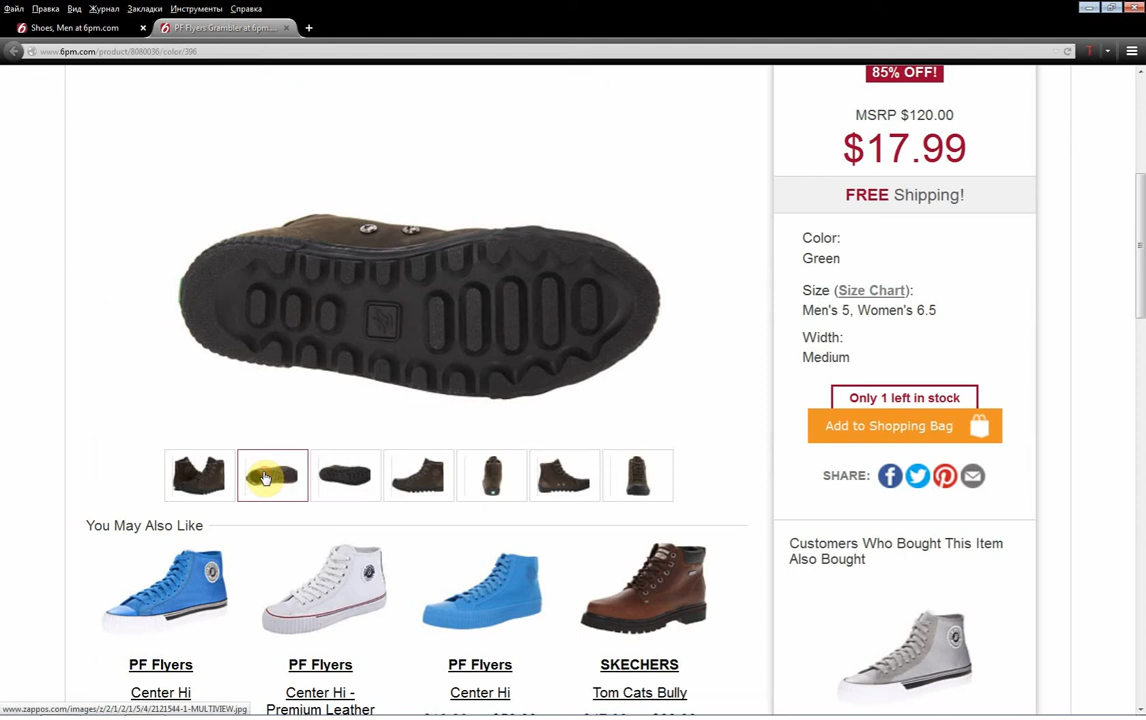 Файл Правка Вид Журнал Закладки Инструменты Справка
6 Shoes, Men at 6pm.com × 6 PF Flyers Grambler at 6pm.... × +
www.6pm.com/product/8080036/color/396
85% OFF!
MSRP $120.00
$17.99
FREE Shipping!
Color:
Green
Size (Size Chart):
Men's 5, Women's 6.5
Width:
Medium
Only 1 left in stock
Add to Shopping Bag
SHARE:
You May Also Like
Customers Who Bought This Item
Also Bought
PF Flyers PF Flyers PF Flyers SKECHERS
Center Hi Center Hi - Center Hi Tom Cats Bully
Premium Leather
www.zappos.com/images/z/2/1/2/1/5/4/2121544-1-MULTIVIEW.jpg